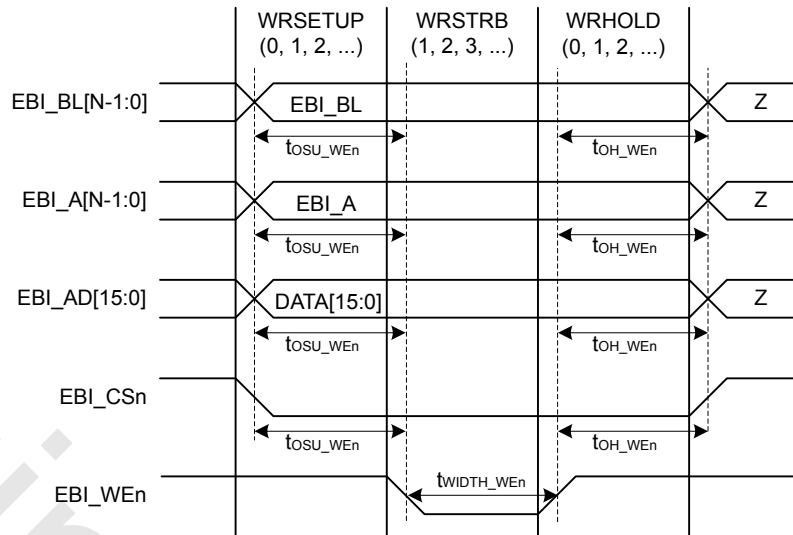 WRSETUP WRSTRB WRHOLD
(0, 1, 2, ...) (1, 2, 3, ...) (0, 1, 2, ...)
EBI_BL[N-1:0] EBI_BL Z
tOSU_WEn tOH_WEn
EBI_A[N-1:0] EBI_A Z
tOSU_WEn tOH_WEn
EBI_AD[15:0] DATA[15:0] Z
tOSU_WEn tOH_WEn
EBI_CSn
tOSU_WEn tOH_WEn
EBI_WEn tWIDTH_WEn